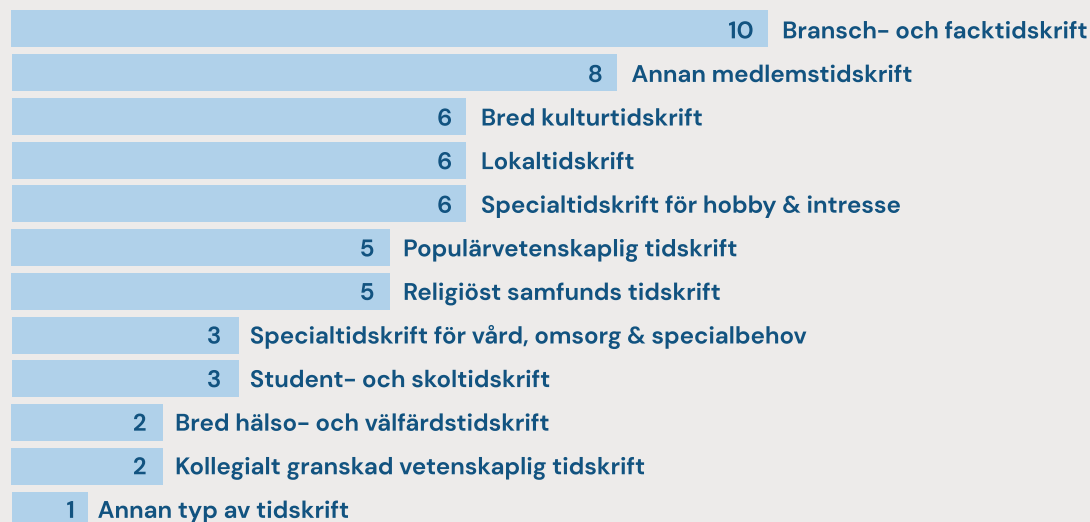 10 Bransch- och facktidskrift
8 Annan medlemstidskrift
6 Bred kulturtidskrift
6 Lokaltidskrift
6 Specialtidskrift för hobby & intresse
5 Populärvetenskaplig tidskrift
5 Religiöst samfunds tidskrift
3 Specialtidskrift för vård, omsorg & specialbehov
3 Student- och skoltidskrift
2 Bred hälso- och välfärdstidskrift
2 Kollegialt granskad vetenskaplig tidskrift
1 Annan typ av tidskrift